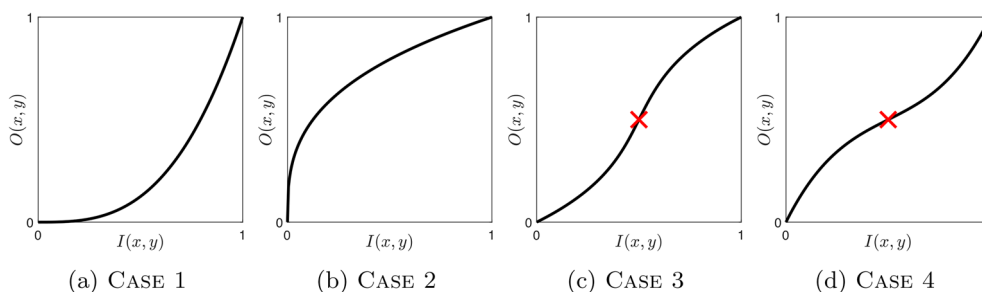 1
O(x, y)
0
0
I(x, y)
1
(a) CASE 1
1
O(x, y)
0
0
I(x, y)
1
(b) CASE 2
1
O(x, y)
0
0
I(x, y)
1
(c) CASE 3
1
O(x, y)
0
0
I(x, y)
(d) CASE 4